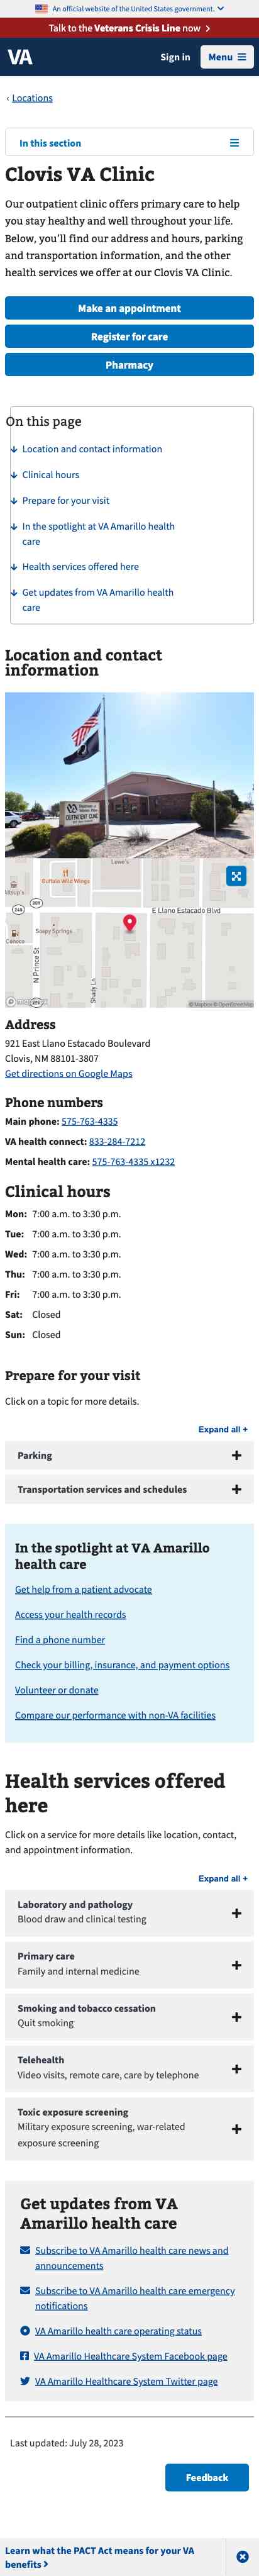 An official website of the United States government.
Talk to the Veterans Crisis Line now
VA
Sign in
Menu
Locations
In this section
Clovis VA Clinic
Our outpatient clinic offers primary care to help
you stay healthy and well throughout your life.
Below, you'll find our address and hours, parking
and transportation information, and the other
health services we offer at our Clovis VA Clinic.
Make an appointment
Register for care
Pharmacy
On this page
Location and contact information
Clinical hours
Prepare for your visit
In the spotlight at VA Amarillo health
care
Health services offered here
Get updates from VA Amarillo health
care
Location and contact
information
OUTPATIENT CLINIC
Lowe's
Buffalo Wild Wings
E Llano Estadado Blvd
Soapy Springs
Conoco
N Prince St
Shady Ln
© Mapbox © OpenStreetMap
Address
921 East Llano Estacado Boulevard
Clovis, NM 88101-3807
Get directions on Google Maps
Phone numbers
Main phone: 575-763-4335
VA health connect: 833-284-7212
Mental health care: 575-763-4335 x1232
Clinical hours
Mon: 7:00 a.m. to 3:30 p.m.
Tue: 7:00 a.m. to 3:30 p.m.
Wed: 7:00 a.m. to 3:30 p.m.
Thu: 7:00 a.m. to 3:30 p.m.
Fri: 7:00 a.m. to 3:30 p.m.
Sat: Closed
Sun: Closed
Prepare for your visit
Click on a topic for more details.
Expand all +
Parking
Transportation services and schedules
In the spotlight at VA Amarillo
health care
Get help from a patient advocate
Access your health records
Find a phone number
Check your billing, insurance, and payment options
Volunteer or donate
Compare our performance with non-VA facilities
Health services offered
here
Click on a service for more details like location, contact,
and appointment information.
Expand all +
Laboratory and pathology
Blood draw and clinical testing
Primary care
Family and internal medicine
Smoking and tobacco cessation
Quit smoking
Telehealth
Video visits, remote care, care by telephone
Toxic exposure screening
Military exposure screening, war-related
exposure screening
Get updates from VA
Amarillo health care
Subscribe to VA Amarillo health care news and
announcements
Subscribe to VA Amarillo health care emergency
notifications
VA Amarillo health care operating status
VA Amarillo Healthcare System Facebook page
VA Amarillo Healthcare System Twitter page
Last updated: July 28, 2023
Feedback
Learn what the PACT Act means for your VA
benefits